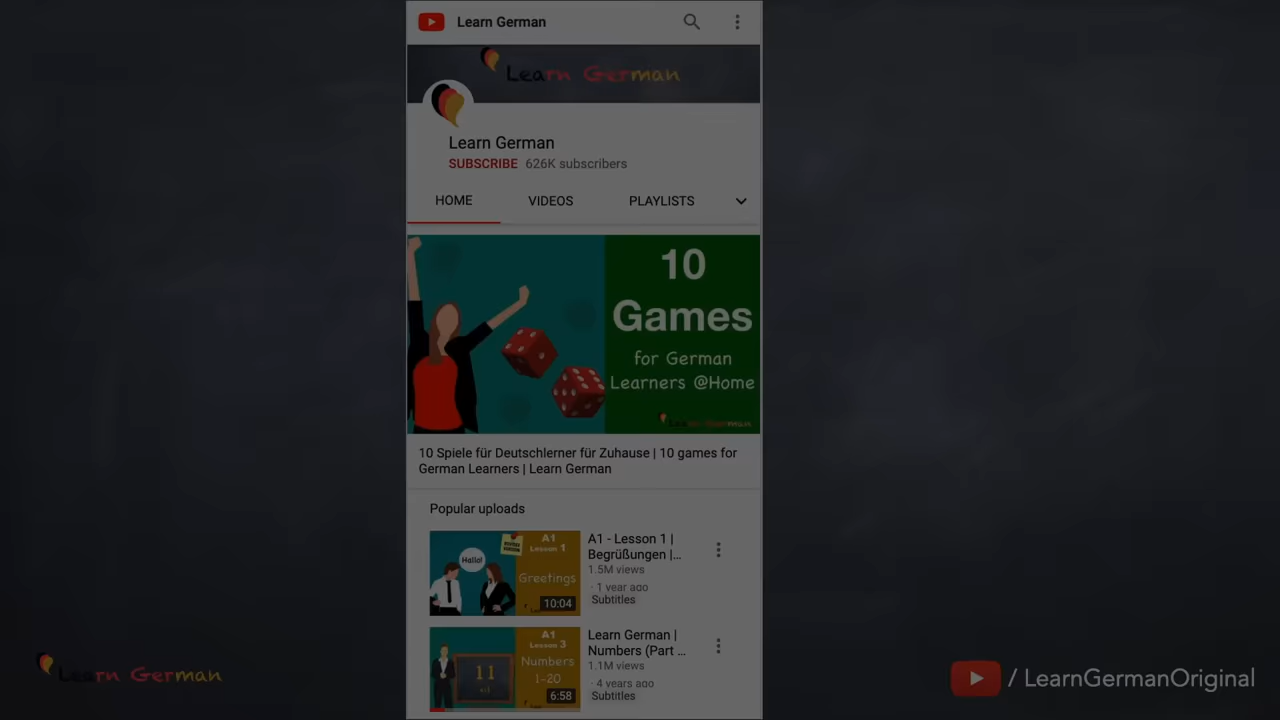 Learn German
Learn German
Learn German
SUBSCRIBE 626K subscribers
HOME VIDEOS PLAYLISTS
10
Games
for German
Learners @Home
Learn German
10 Spiele für Deutschlerner für Zuhause | 10 games for
German Learners | Learn German
Popular uploads
A1
Lesson 1
Hallo!
Greetings
10:04
A1 - Lesson 1 |
Begrüßungen |...
1.5M views
· 1 year ago
Subtitles
A1
Lesson 3
Numbers
1-20
11
elf
6:58
Learn German |
Numbers (Part ...
1.1M views
· 4 years ago
Subtitles
Learn German
/ LearnGermanOriginal